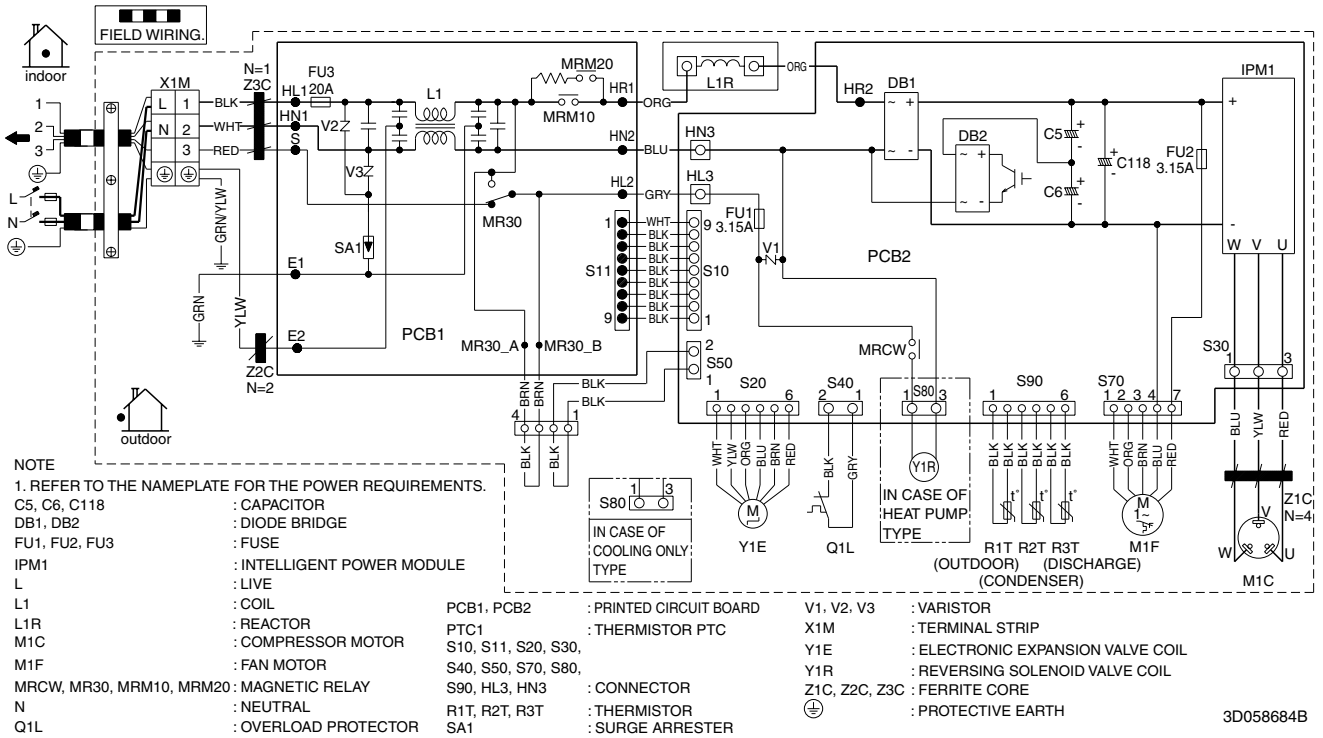 FIELD WIRING.
indoor
X1M
N=1
Z3C
HL1
FU3
20A
L1
MRM20
MRM10
HR1
ORG
L1R
ORG
HR2
DB1
IPM1
1
2
3
L 1
N 2
3
BLK
WHT
RED
HN1
S
V2
V3
HN2
BLU
HN3
DB2
C5
C6
C118
FU2
3.15A
+
-
~ +
~ -
~ +
~ -
+
-
+
-
+
-
W V U
L
N
GRN/YLW
SA1
MR30
HL2
GRY
HL3
FU1
3.15A
V1
PCB2
1 WHT 9
BLK
BLK
BLK
S11 BLK S10
BLK
BLK
BLK
9 BLK 1
E1
GRN
YLW
E2
PCB1
Z2C
N=2
MR30_A
MR30_B
BRN
BRN
BLK
BLK
2
S50
1
4
1
BLK
BLK
MRCW
S30
1 3
S20
1 6
S40
2 1
S80
1 3
S90
1 6
S70
1 2 3 4 7
WHT
YLW
ORG
BLU
BRN
RED
BLK
GRY
BLK
BLK
BLK
BLK
BLK
BLK
WHT
ORG
BRN
BLU
RED
BLU
YLW
RED
outdoor
S80
1 3
IN CASE OF
COOLING ONLY
TYPE
M
Y1E
Q1L
Y1R
IN CASE OF
HEAT PUMP
TYPE
t°
t°
t°
R1T R2T R3T
(OUTDOOR) (DISCHARGE)
(CONDENSER)
M
1~
M1F
Z1C
N=4
W
V
U
M1C
NOTE
1. REFER TO THE NAMEPLATE FOR THE POWER REQUIREMENTS.
C5, C6, C118 : CAPACITOR
DB1, DB2 : DIODE BRIDGE
FU1, FU2, FU3 : FUSE
IPM1 : INTELLIGENT POWER MODULE
L : LIVE
L1 : COIL
L1R : REACTOR
M1C : COMPRESSOR MOTOR
M1F : FAN MOTOR
MRCW, MR30, MRM10, MRM20 : MAGNETIC RELAY
N : NEUTRAL
Q1L : OVERLOAD PROTECTOR
PCB1, PCB2 : PRINTED CIRCUIT BOARD
PTC1 : THERMISTOR PTC
S10, S11, S20, S30,
S40, S50, S70, S80,
S90, HL3, HN3 : CONNECTOR
R1T, R2T, R3T : THERMISTOR
SA1 : SURGE ARRESTER
V1, V2, V3 : VARISTOR
X1M : TERMINAL STRIP
Y1E : ELECTRONIC EXPANSION VALVE COIL
Y1R : REVERSING SOLENOID VALVE COIL
Z1C, Z2C, Z3C : FERRITE CORE
: PROTECTIVE EARTH
3D058684B